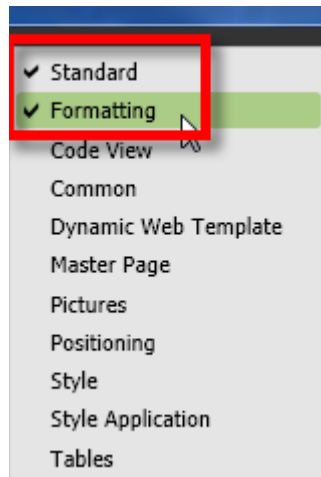 Standard
Formatting
Code View
Common
Dynamic Web Template
Master Page
Pictures
Positioning
Style
Style Application
Tables